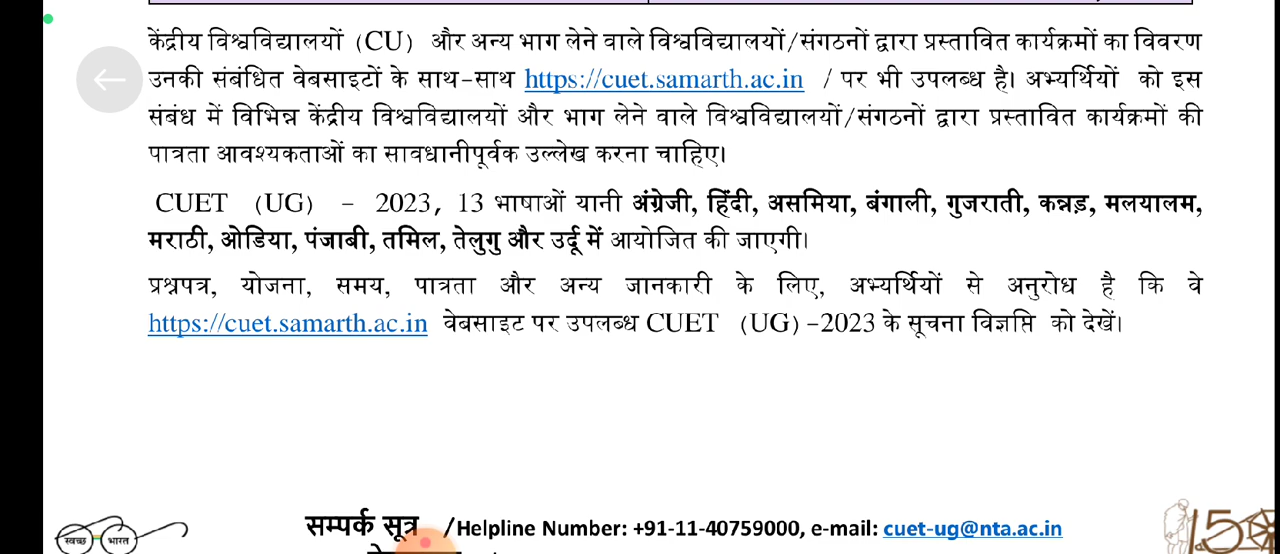 केंद्रीय विश्वविद्यालयों (CU) और अन्य भाग लेने वाले विश्वविद्यालयों/संगठनों द्वारा प्रस्तावित कार्यक्रमों का विवरण
उनकी संबंधित वेबसाइटों के साथ-साथ https://cuet.samarth.ac.in / पर भी उपलब्ध है। अभ्यर्थियों को इस
संबंध में विभिन्न केंद्रीय विश्वविद्यालयों और भाग लेने वाले विश्वविद्यालयों/संगठनों द्वारा प्रस्तावित कार्यक्रमों की
पात्रता आवश्यकताओं का सावधानीपूर्वक उल्लेख करना चाहिए।
CUET (UG) - 2023, 13 भाषाओं यानी अंग्रेजी, हिंदी, असमिया, बंगाली, गुजराती, कन्नड़, मलयालम,
मराठी, ओडिया, पंजाबी, तमिल, तेलुगु और उर्दू में आयोजित की जाएगी।
प्रश्नपत्र, योजना, समय, पात्रता और अन्य जानकारी के लिए, अभ्यर्थियों से अनुरोध है कि वे
https://cuet.samarth.ac.in वेबसाइट पर उपलब्ध CUET (UG) -2023 के सूचना विज्ञप्ति को देखें।
सम्पर्क सूत्र /Helpline Number: +91-11-40759000, e-mail: cuet-ug@nta.ac.in
स्वच्छ भारत
150